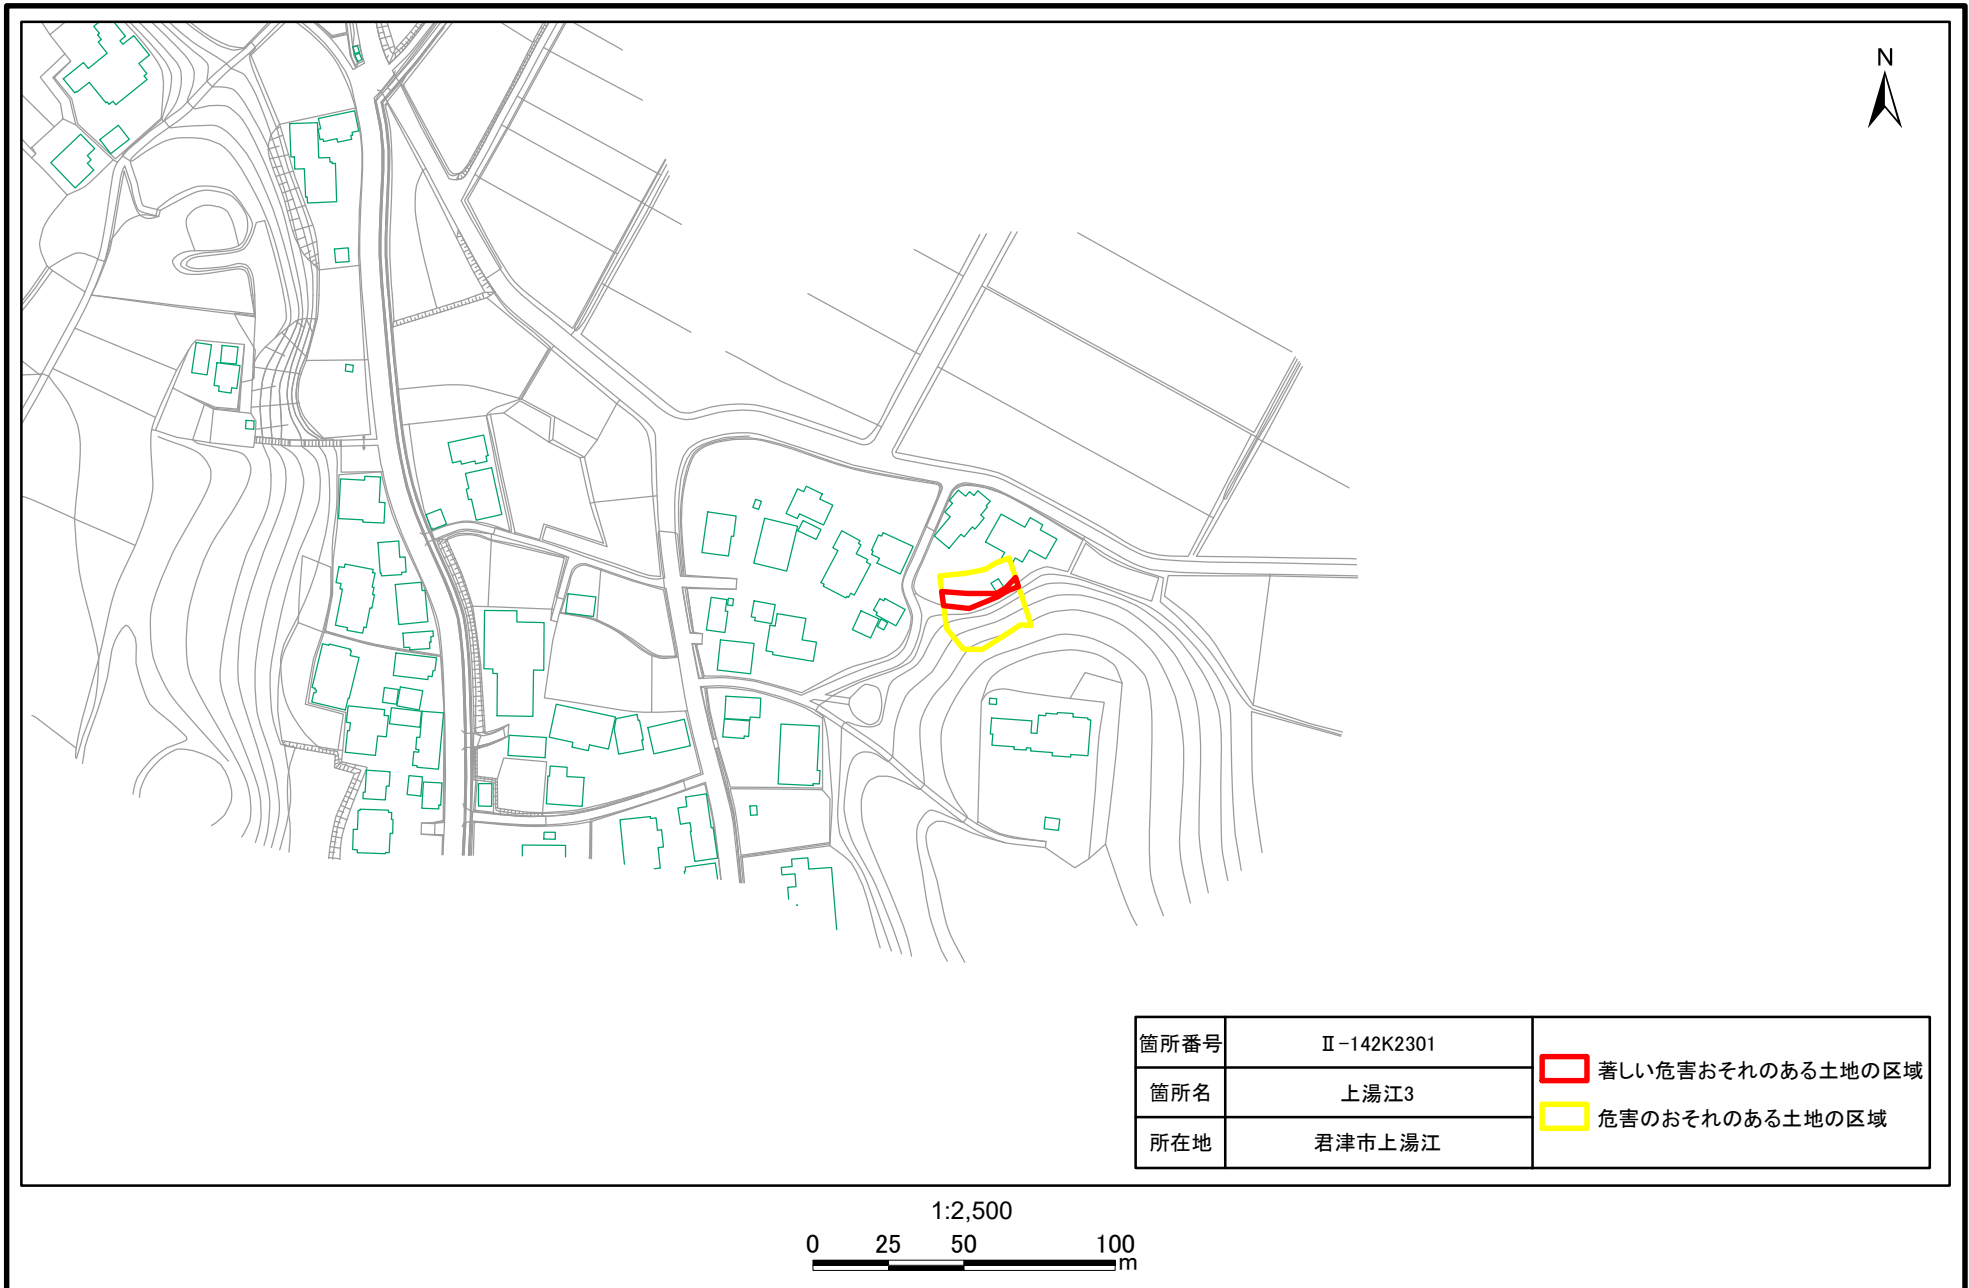 N
箇所番号 Ⅱ-142K2301
箇所名 上湯江3
所在地 君津市上湯江
著しい危害おそれのある土地の区域
危害のおそれのある土地の区域
1:2,500
0 25 50 100
m